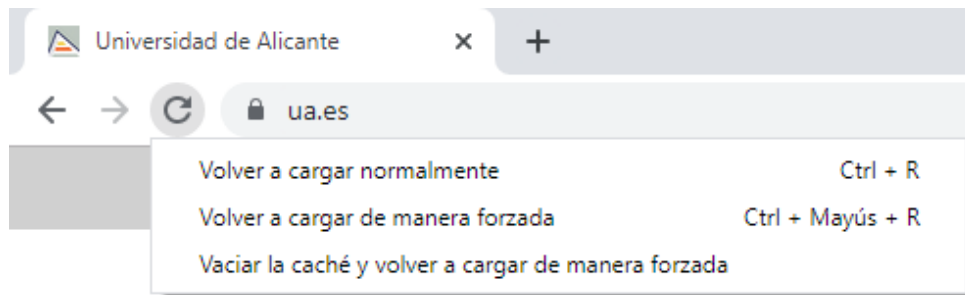 Universidad de Alicante
ua.es
Volver a cargar normalmente Ctrl + R
Volver a cargar de manera forzada Ctrl + Mayús + R
Vaciar la caché y volver a cargar de manera forzada